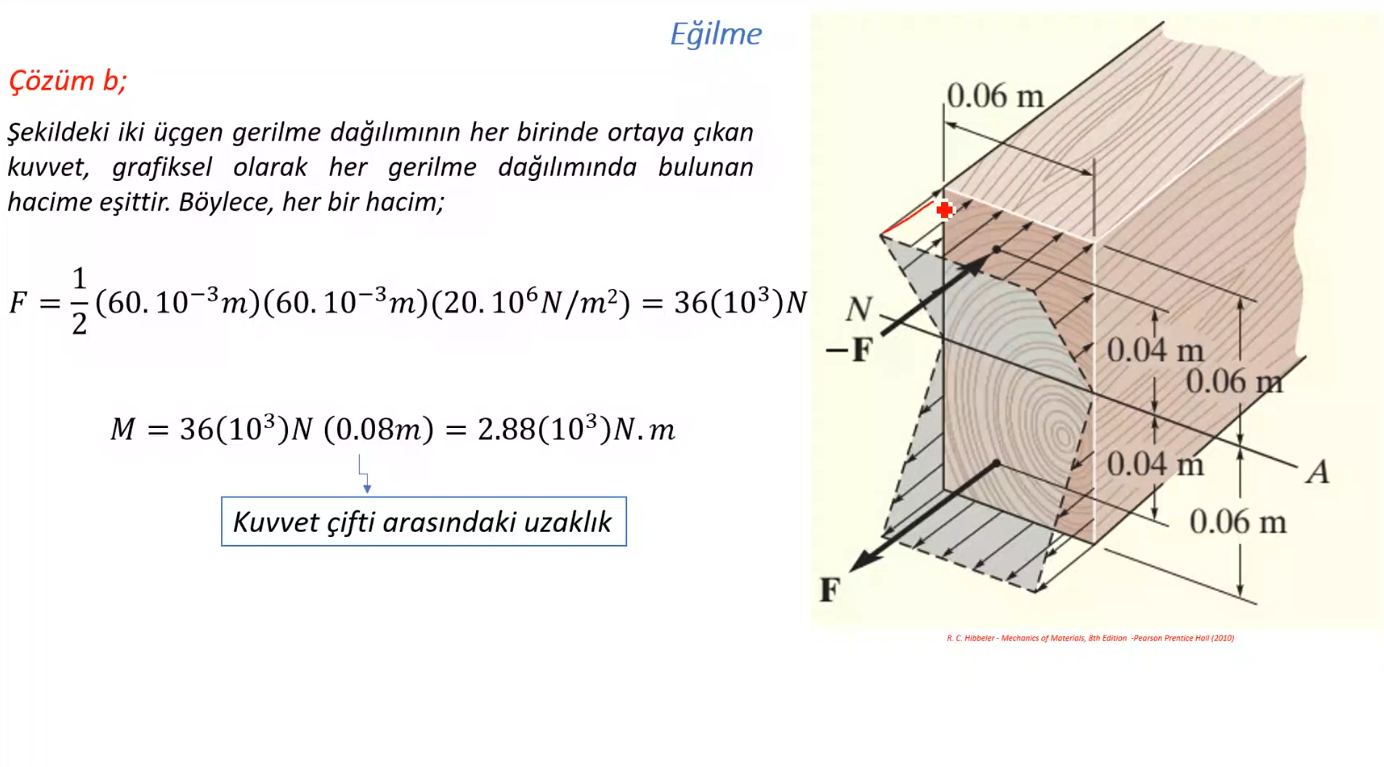 Eğilme
Çözüm b;
Şekildeki iki üçgen gerilme dağılımının her birinde ortaya çıkan
kuvvet, grafiksel olarak her gerilme dağılımında bulunan
hacime eşittir. Böylece, her bir hacim;
F = 1/2 (60. 10⁻³m)(60. 10⁻³m)(20. 10⁶N/m²) = 36(10³)N
M = 36(10³)N (0.08m) = 2.88(10³)N.m
Kuvvet çifti arasındaki uzaklık
0.06 m
N
−F
0.04 m
0.06 m
0.04 m
A
0.06 m
F
R. C. Hibbeler - Mechanics of Materials, 8th Edition -Pearson Prentice Hall (2010)